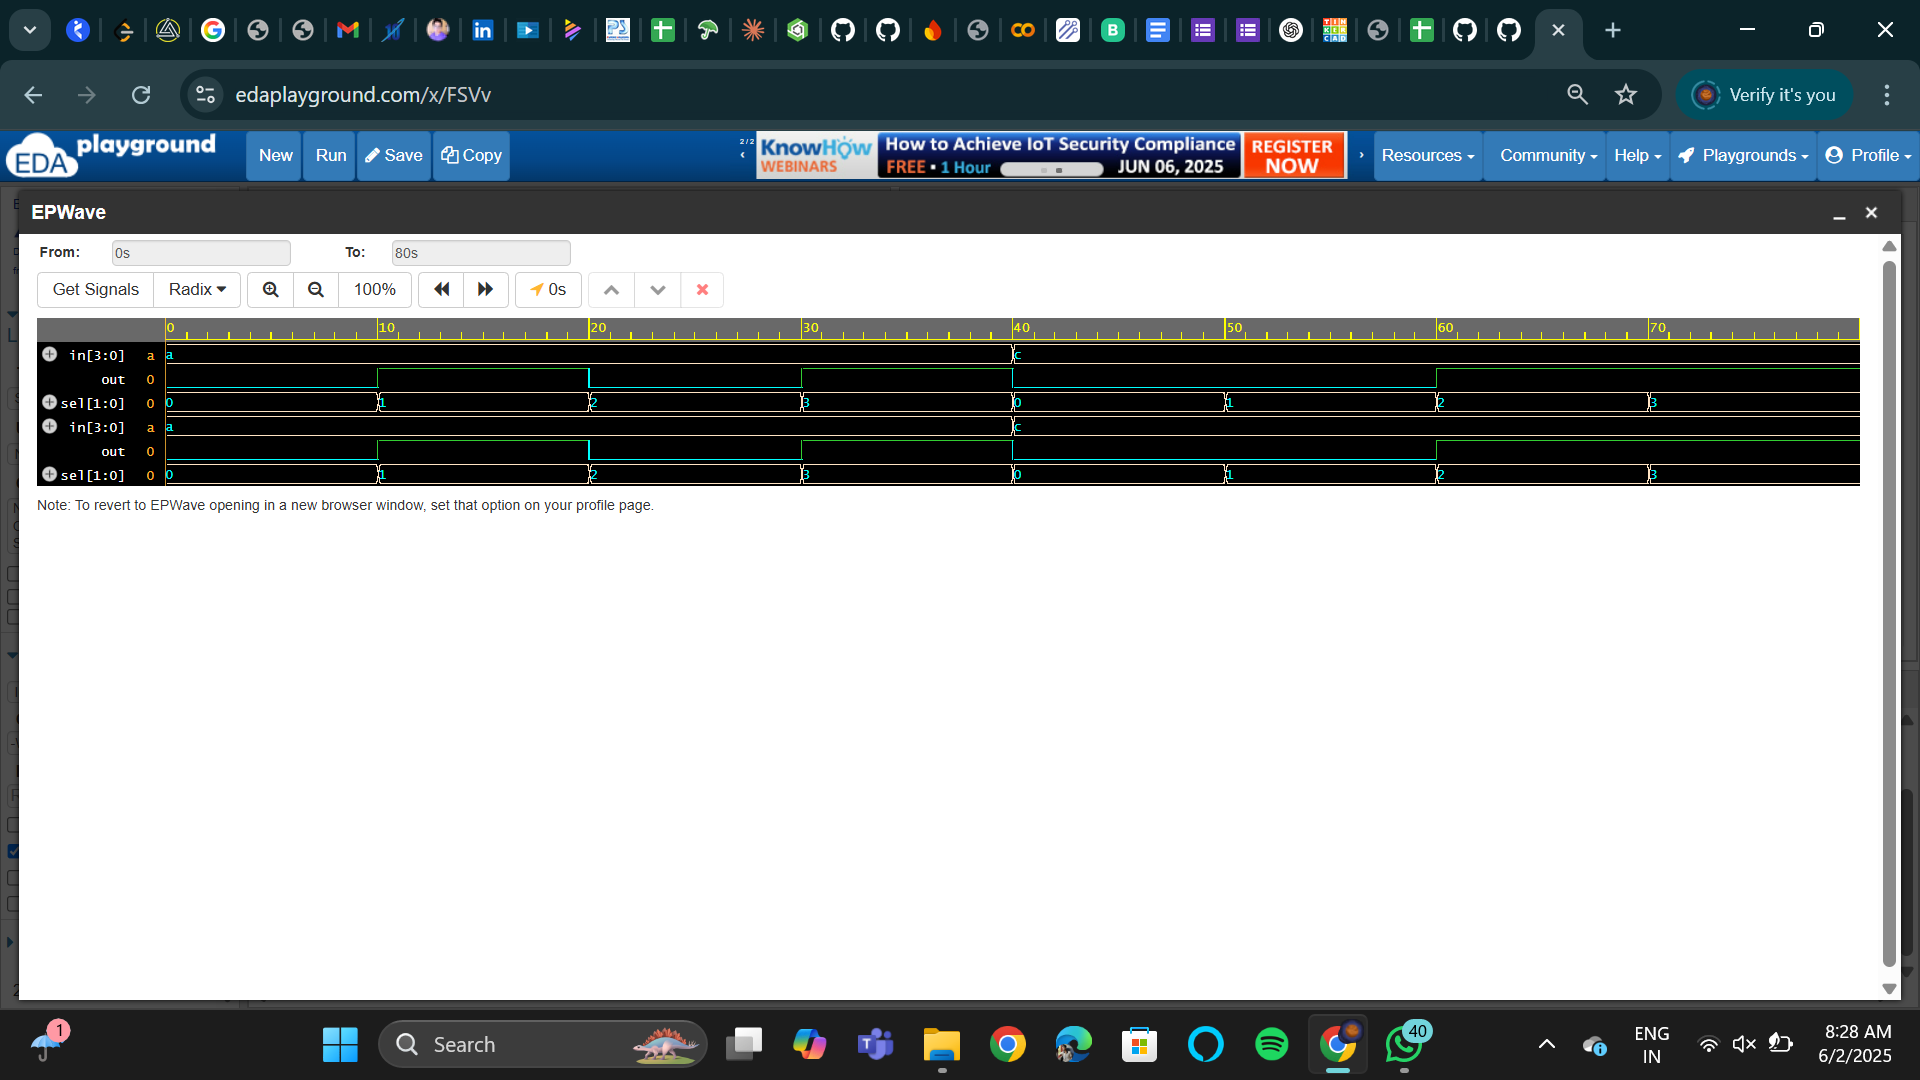 edaplayground.com/x/FSVv
Verify it's you
EDA playground
New
Run
Save
Copy
2/2
KnowHow
WEBINARS
How to Achieve IoT Security Compliance
FREE • 1 Hour
JUN 06, 2025
REGISTER
NOW
Resources
Community
Help
Playgrounds
Profile
EPWave
From:
0s
To:
80s
Get Signals
Radix
100%
0s
0 10 20 30 40 50 60 70
in[3:0] a a c
out 0
sel[1:0] 0 0 1 2 3 0 1 2 3
in[3:0] a a c
out 0
sel[1:0] 0 0 1 2 3 0 1 2 3
Note: To revert to EPWave opening in a new browser window, set that option on your profile page.
1
Search
40
ENG
IN
8:28 AM
6/2/2025